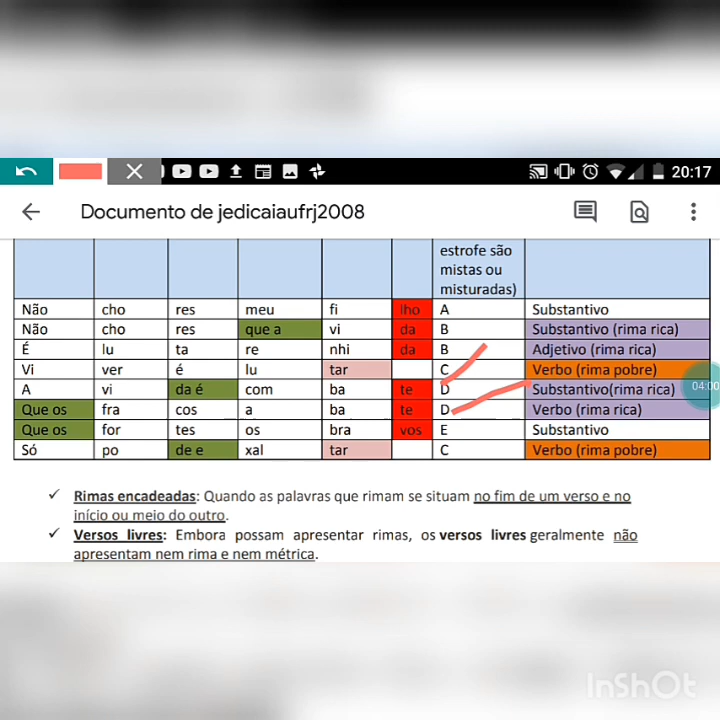 20:17
Documento de jedicaiaufrj2008
estrofe são
mistas ou
misturadas)
Não cho res meu fi lho A Substantivo
Não cho res que a vi da B Substantivo (rima rica)
É lu ta re nhi da B Adjetivo (rima rica)
Vi ver é lu tar C Verbo (rima pobre)
A vi da é com ba te D Substantivo(rima rica)
04:00
Que os fra cos a ba te D Verbo (rima rica)
Que os for tes os bra vos E Substantivo
Só po de e xal tar C Verbo (rima pobre)
✓ Rimas encadeadas: Quando as palavras que rimam se situam no fim de um verso e no
início ou meio do outro.
✓ Versos livres: Embora possam apresentar rimas, os versos livres geralmente não
apresentam nem rima e nem métrica.
InShOt